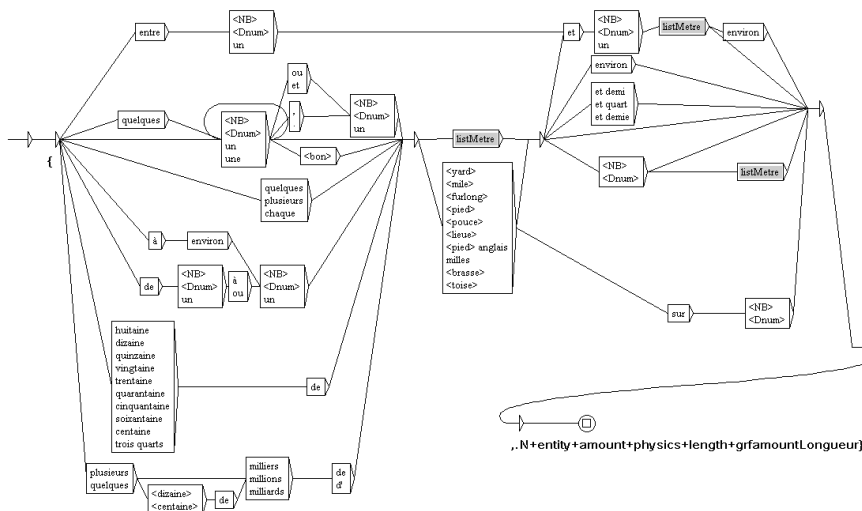 entre
<NB>
<Dnum>
un
et
<NB>
<Dnum>
un
listMetre
environ
quelques
<NB>
<Dnum>
un
une
ou
et
,
<NB>
<Dnum>
un
<bon>
{
quelques
plusieurs
chaque
à
environ
de
<NB>
<Dnum>
un
à
ou
<NB>
<Dnum>
un
huitaine
dizaine
quinzaine
vingtaine
trentaine
quarantaine
cinquantaine
soixantaine
centaine
trois quarts
de
plusieurs
quelques
<dizaine>
<centaine>
de
milliers
millions
milliards
de
d'
listMetre
<yard>
<mile>
<furlong>
<pied>
<pouce>
<lieue>
<pied> anglais
milles
<brasse>
<toise>
environ
et demi
et quart
et demie
<NB>
<Dnum>
listMetre
sur
<NB>
<Dnum>
,.N+entity+amount+physics+length+grfamountLongueur}